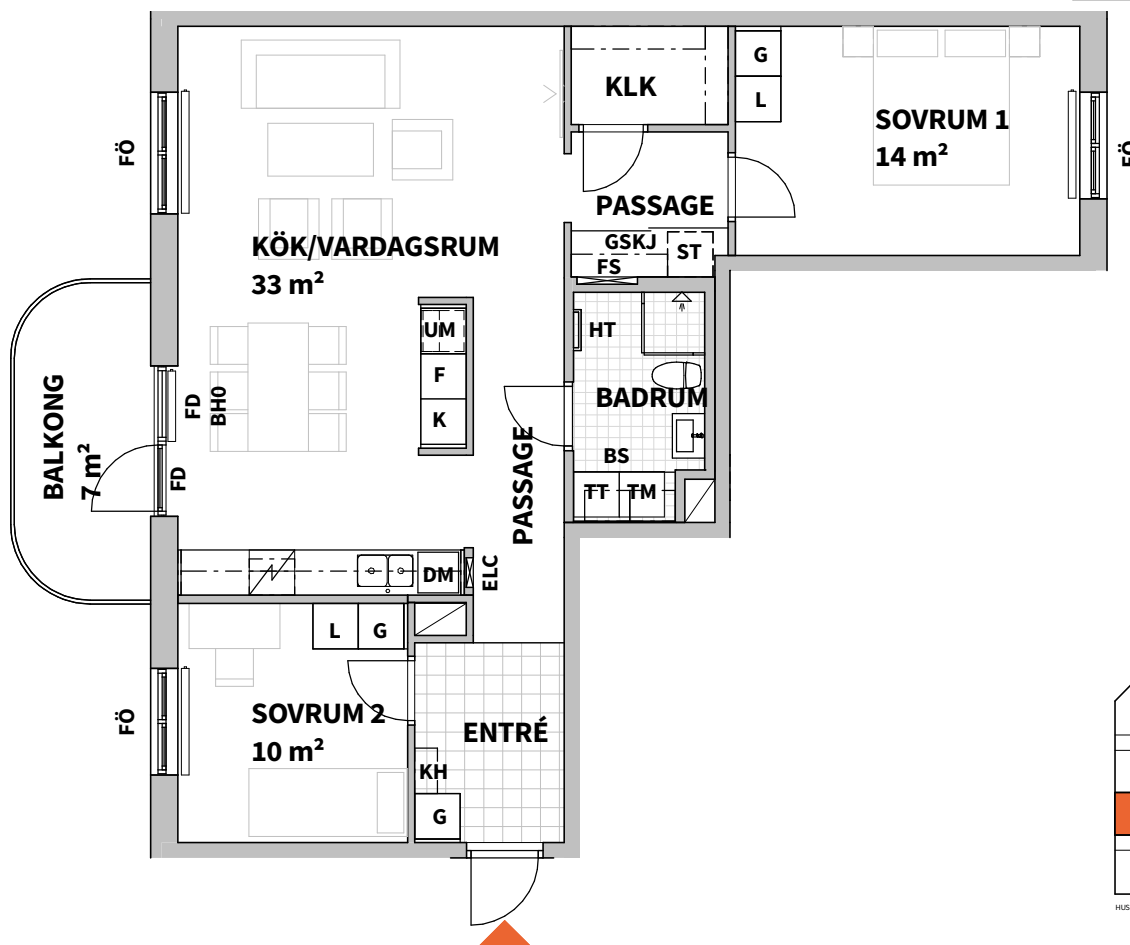 KLK
G
L
SOVRUM 1
14 m²
FÖ
FÖ
PASSAGE
KÖK/VARDAGSRUM
33 m²
GSKJ
ST
FS
UM
HT
F
BADRUM
K
BALKONG
7 m²
FD
BH0
FD
PASSAGE
BS
TT
TM
DM
ELC
L
G
SOVRUM 2
10 m²
FÖ
ENTRÉ
KH
G
HUS